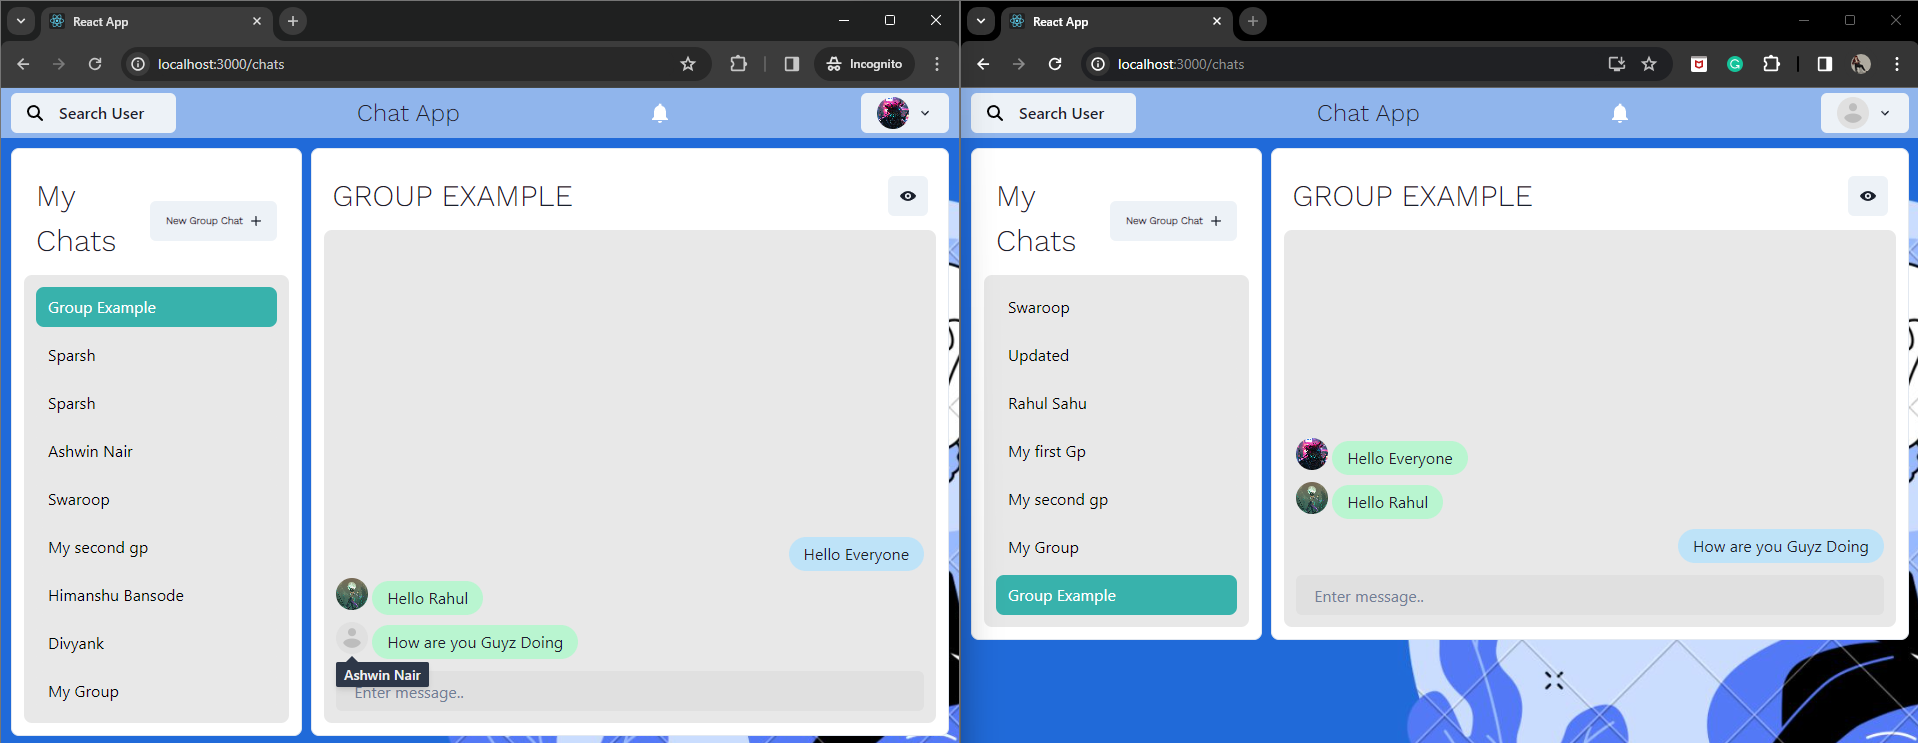 React App
localhost:3000/chats
Incognito
Search User
Chat App
My
Chats
New Group Chat +
Group Example
Sparsh
Sparsh
Ashwin Nair
Swaroop
My second gp
Himanshu Bansode
Divyank
My Group
GROUP EXAMPLE
Hello Everyone
Hello Rahul
How are you Guyz Doing
Ashwin Nair
Enter message..
React App
localhost:3000/chats
Search User
Chat App
My
Chats
New Group Chat +
Swaroop
Updated
Rahul Sahu
My first Gp
My second gp
My Group
Group Example
GROUP EXAMPLE
Hello Everyone
Hello Rahul
How are you Guyz Doing
Enter message..